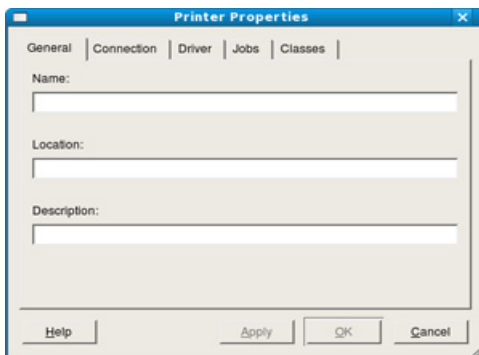 Printer Properties
General Connection Driver Jobs Classes
Name:
Location:
Description:
Help Apply OK Cancel